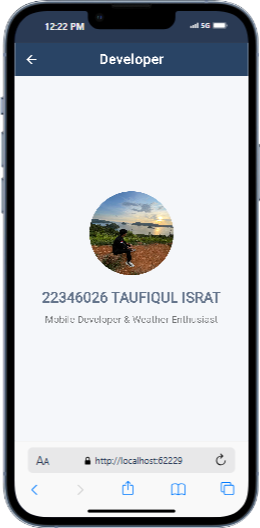 12:22 PM 5G
Developer
22346026 TAUFIQUL ISRAT
Mobile Developer & Weather Enthusiast
AA http://localhost:62229